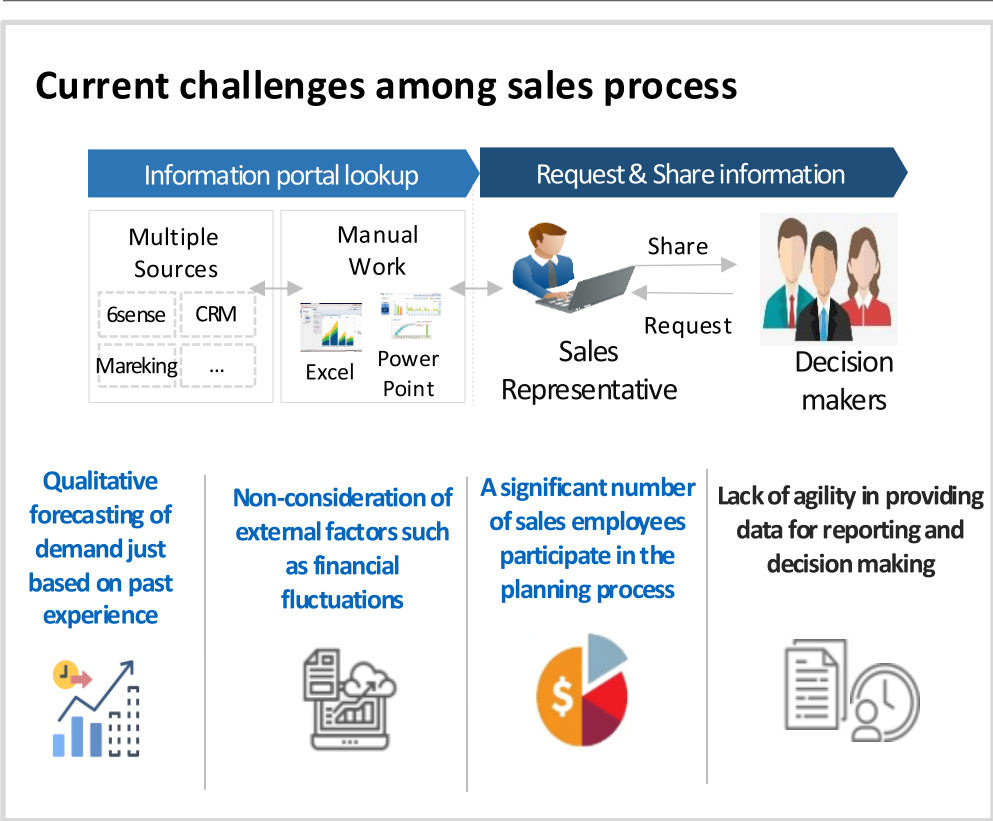 Current challenges among sales process
Information portal lookup
Request & Share information
Multiple
Sources
6sense
CRM
Mareking
...
Manual
Work
Excel
Power
Point
Share
Request
Sales
Representative
Decision
makers
Qualitative
forecasting of
demand just
based on past
experience
Non-consideration of
external factors such
as financial
fluctuations
A significant number
of sales employees
participate in the
planning process
Lack of agility in providing
data for reporting and
decision making
$